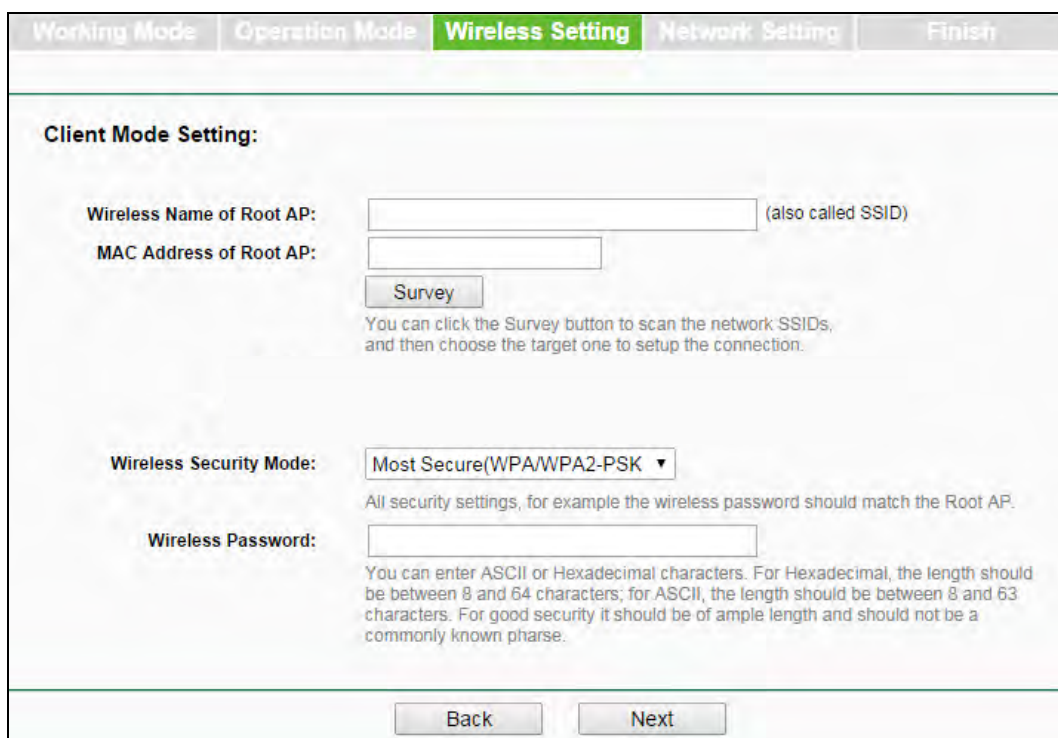 Working Mode Operation Mode Wireless Setting Network Setting Finish
Client Mode Setting:
Wireless Name of Root AP: (also called SSID)
MAC Address of Root AP:
Survey
You can click the Survey button to scan the network SSIDs,
and then choose the target one to setup the connection.
Wireless Security Mode: Most Secure(WPA/WPA2-PSK
All security settings, for example the wireless password should match the Root AP.
Wireless Password:
You can enter ASCII or Hexadecimal characters. For Hexadecimal, the length should
be between 8 and 64 characters; for ASCII, the length should be between 8 and 63
characters. For good security it should be of ample length and should not be a
commonly known pharse.
Back Next